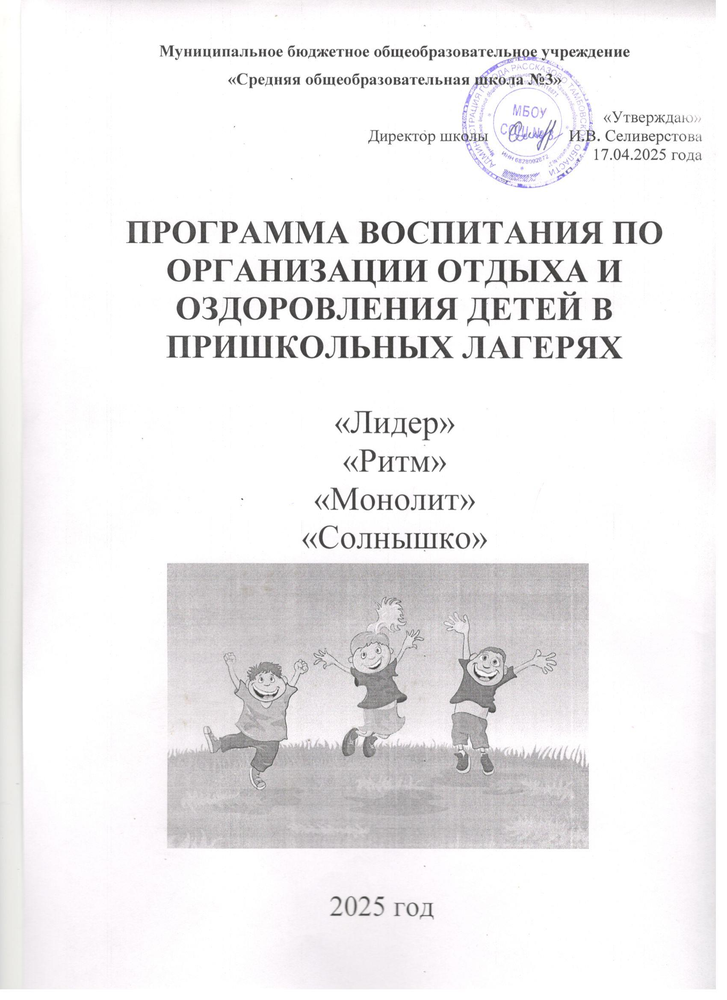 Муниципальное бюджетное общеобразовательное учреждение
«Средняя общеобразовательная школа №3»
«Утверждаю»
Директор школы И.В. Селиверстова
17.04.2025 года
АДМИНИСТРАЦИЯ ГОРОДА РАССКАЗОВО ТАМБОВСКОЙ ОБЛАСТИ
МБОУ
СОШ №3
ИНН 6828002872
ПРОГРАММА ВОСПИТАНИЯ ПО
ОРГАНИЗАЦИИ ОТДЫХА И
ОЗДОРОВЛЕНИЯ ДЕТЕЙ В
ПРИШКОЛЬНЫХ ЛАГЕРЯХ
«Лидер»
«Ритм»
«Монолит»
«Солнышко»
2025 год